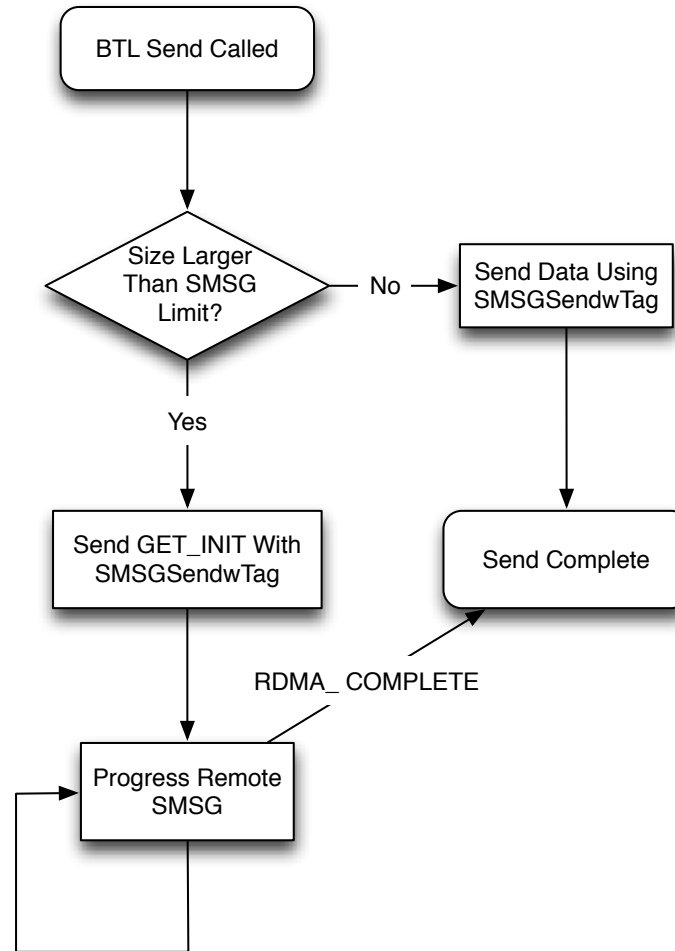 BTL Send Called
Size Larger
Than SMSG
Limit?
No
Send Data Using
SMSGSendwTag
Yes
Send GET_INIT With
SMSGSendwTag
Send Complete
RDMA_ COMPLETE
Progress Remote
SMSG